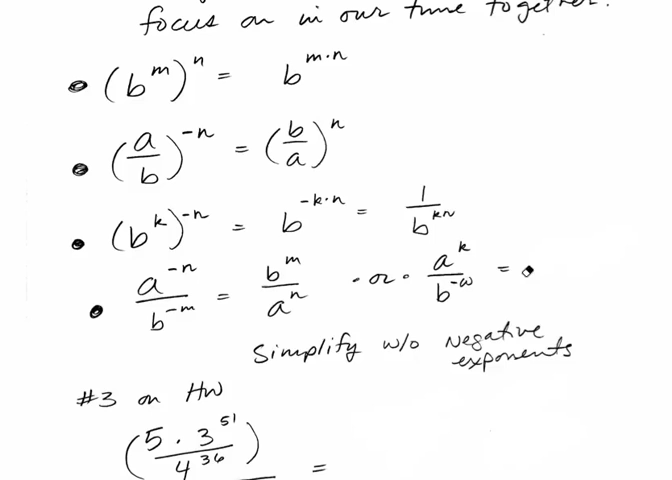 focus on in our time together.
• (b^m)^n = b^{m·n}
• (a/b)^{-n} = (b/a)^n
• (b^k)^{-n} = b^{-k·n} = 1/b^{kn}
• a^{-n}/b^{-m} = b^m/a^n -or- a^k/b^{-w} = •
Simplify w/o negative
exponents
#3 on HW
(5 · 3^{51}/4^{36}) =